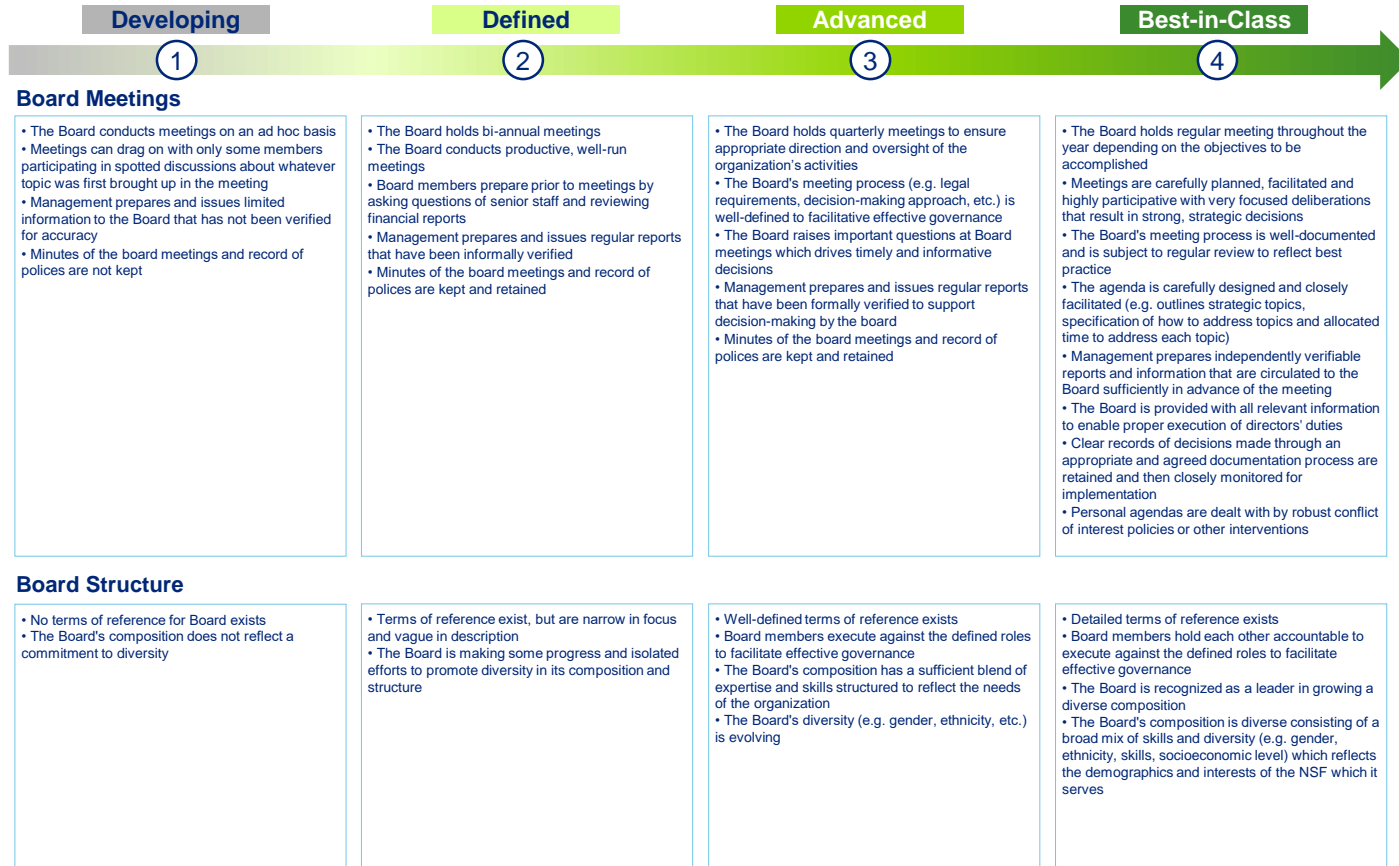 Developing
Defined
Advanced
Best-in-Class
1
2
3
4
Board Meetings
• The Board conducts meetings on an ad hoc basis
• Meetings can drag on with only some members
participating in spotted discussions about whatever
topic was first brought up in the meeting
• Management prepares and issues limited
information to the Board that has not been verified
for accuracy
• Minutes of the board meetings and record of
polices are not kept
• The Board holds bi-annual meetings
• The Board conducts productive, well-run
meetings
• Board members prepare prior to meetings by
asking questions of senior staff and reviewing
financial reports
• Management prepares and issues regular reports
that have been informally verified
• Minutes of the board meetings and record of
polices are kept and retained
• The Board holds quarterly meetings to ensure
appropriate direction and oversight of the
organization’s activities
• The Board's meeting process (e.g. legal
requirements, decision-making approach, etc.) is
well-defined to facilitative effective governance
• The Board raises important questions at Board
meetings which drives timely and informative
decisions
• Management prepares and issues regular reports
that have been formally verified to support
decision-making by the board
• Minutes of the board meetings and record of
polices are kept and retained
• The Board holds regular meeting throughout the
year depending on the objectives to be
accomplished
• Meetings are carefully planned, facilitated and
highly participative with very focused deliberations
that result in strong, strategic decisions
• The Board's meeting process is well-documented
and is subject to regular review to reflect best
practice
• The agenda is carefully designed and closely
facilitated (e.g. outlines strategic topics,
specification of how to address topics and allocated
time to address each topic)
• Management prepares independently verifiable
reports and information that are circulated to the
Board sufficiently in advance of the meeting
• The Board is provided with all relevant information
to enable proper execution of directors’ duties
• Clear records of decisions made through an
appropriate and agreed documentation process are
retained and then closely monitored for
implementation
• Personal agendas are dealt with by robust conflict
of interest policies or other interventions
Board Structure
• No terms of reference for Board exists
• The Board's composition does not reflect a
commitment to diversity
• Terms of reference exist, but are narrow in focus
and vague in description
• The Board is making some progress and isolated
efforts to promote diversity in its composition and
structure
• Well-defined terms of reference exists
• Board members execute against the defined roles
to facilitate effective governance
• The Board's composition has a sufficient blend of
expertise and skills structured to reflect the needs
of the organization
• The Board's diversity (e.g. gender, ethnicity, etc.)
is evolving
• Detailed terms of reference exists
• Board members hold each other accountable to
execute against the defined roles to facilitate
effective governance
• The Board is recognized as a leader in growing a
diverse composition
• The Board's composition is diverse consisting of a
broad mix of skills and diversity (e.g. gender,
ethnicity, skills, socioeconomic level) which reflects
the demographics and interests of the NSF which it
serves